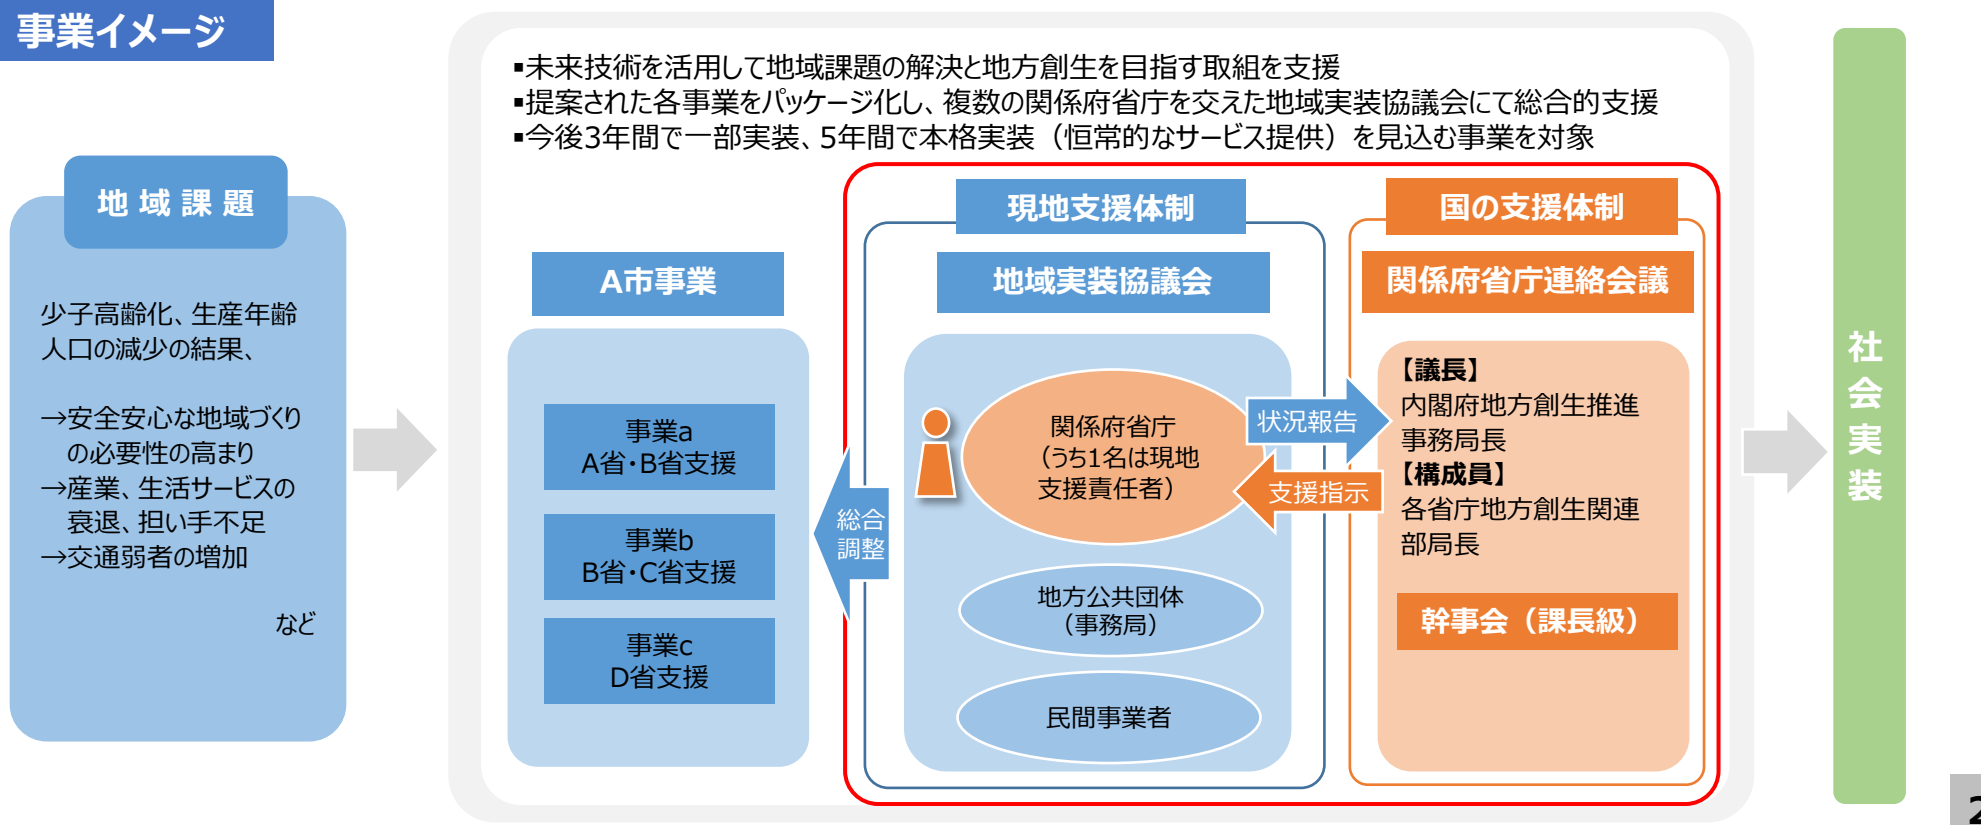 事業イメージ
▪未来技術を活用して地域課題の解決と地方創生を目指す取組を支援
▪提案された各事業をパッケージ化し、複数の関係府省庁を交えた地域実装協議会にて総合的支援
▪今後3年間で一部実装、5年間で本格実装（恒常的なサービス提供）を見込む事業を対象
地域課題
少子高齢化、生産年齢
人口の減少の結果、
→安全安心な地域づくり
の必要性の高まり
→産業、生活サービスの
衰退、担い手不足
→交通弱者の増加
など
A市事業
事業a
A省・B省支援
事業b
B省・C省支援
事業c
D省支援
総合
調整
現地支援体制
地域実装協議会
関係府省庁
（うち1名は現地
支援責任者）
地方公共団体
（事務局）
民間事業者
状況報告
支援指示
国の支援体制
関係府省庁連絡会議
【議長】
内閣府地方創生推進
事務局長
【構成員】
各省庁地方創生関連
部局長
幹事会（課長級）
社会実装
2